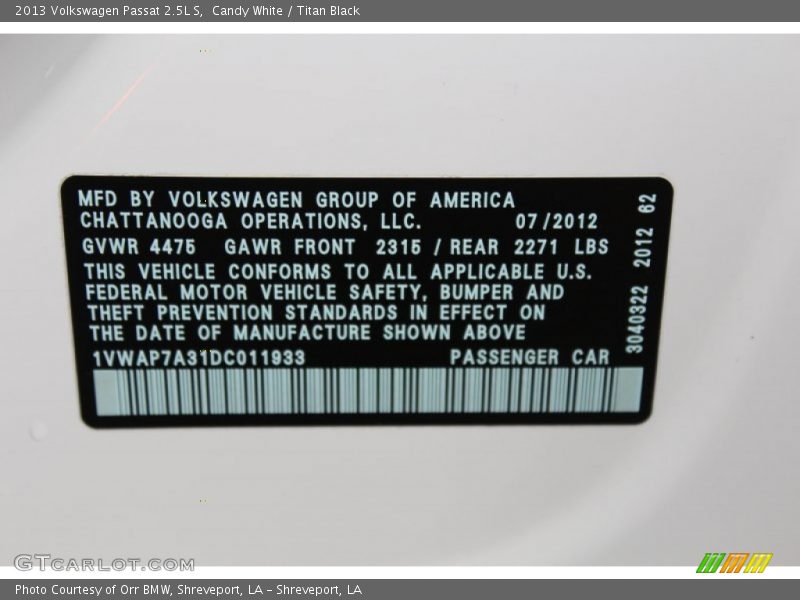 2013 Volkswagen Passat 2.5L S,  Candy White / Titan Black
MFD BY VOLKSWAGEN GROUP OF AMERICA
CHATTANOOGA OPERATIONS, LLC.  07/2012
GVWR 4475  GAWR FRONT  2315 / REAR 2271  LBS
THIS VEHICLE CONFORMS TO ALL APPLICABLE U.S.
FEDERAL MOTOR VEHICLE SAFETY, BUMPER AND
THEFT PREVENTION STANDARDS IN EFFECT ON
THE DATE OF MANUFACTURE SHOWN ABOVE
1VWAP7A31DC011933  PASSENGER CAR
3040322  2012  62
GTCARLOT.COM
Photo Courtesy of Orr BMW, Shreveport, LA – Shreveport, LA